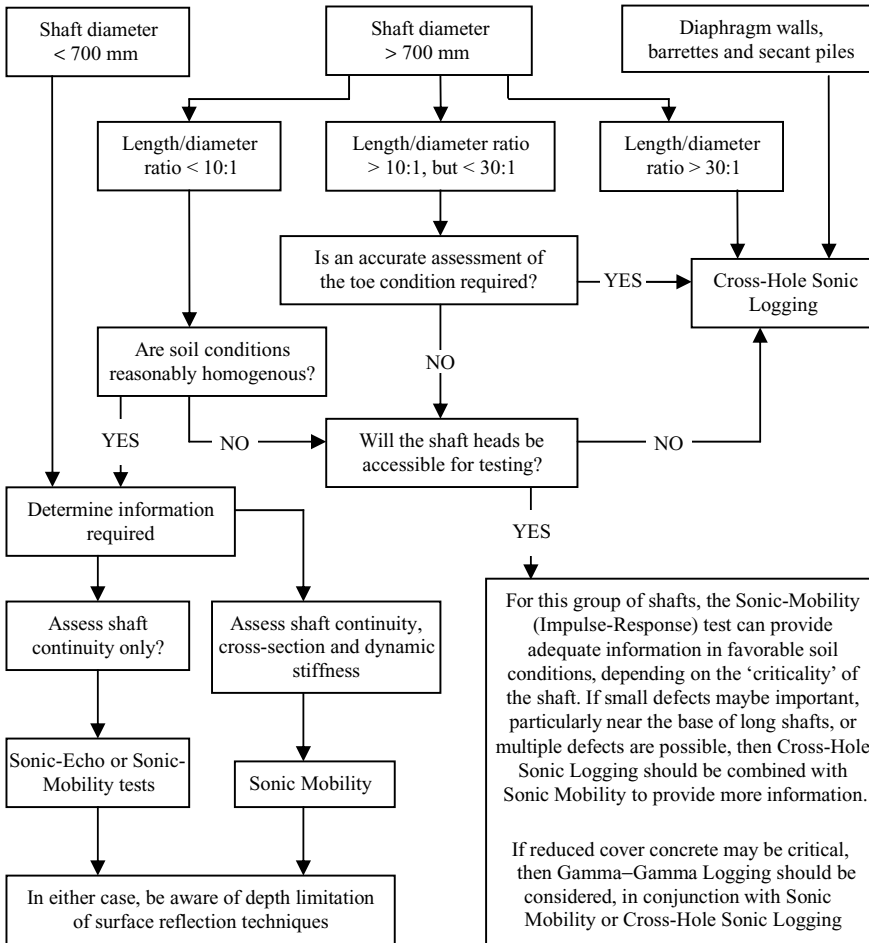 Shaft diameter
< 700 mm
Shaft diameter
> 700 mm
Diaphragm walls,
barrettes and secant piles
Length/diameter
ratio < 10:1
Length/diameter ratio
> 10:1, but < 30:1
Length/diameter
ratio > 30:1
Is an accurate assessment of
the toe condition required?
YES
Cross-Hole Sonic
Logging
Are soil conditions
reasonably homogenous?
NO
YES
NO
Will the shaft heads be
accessible for testing?
NO
Determine information
required
YES
Assess shaft
continuity only?
Assess shaft continuity,
cross-section and dynamic
stiffness
Sonic-Echo or Sonic-
Mobility tests
Sonic Mobility
In either case, be aware of depth limitation
of surface reflection techniques
For this group of shafts, the Sonic-Mobility
(Impulse-Response) test can provide
adequate information in favorable soil
conditions, depending on the ‘criticality’ of
the shaft. If small defects maybe important,
particularly near the base of long shafts, or
multiple defects are possible, then Cross-Hole
Sonic Logging should be combined with
Sonic Mobility to provide more information.
If reduced cover concrete may be critical,
then Gamma–Gamma Logging should be
considered, in conjunction with Sonic
Mobility or Cross-Hole Sonic Logging